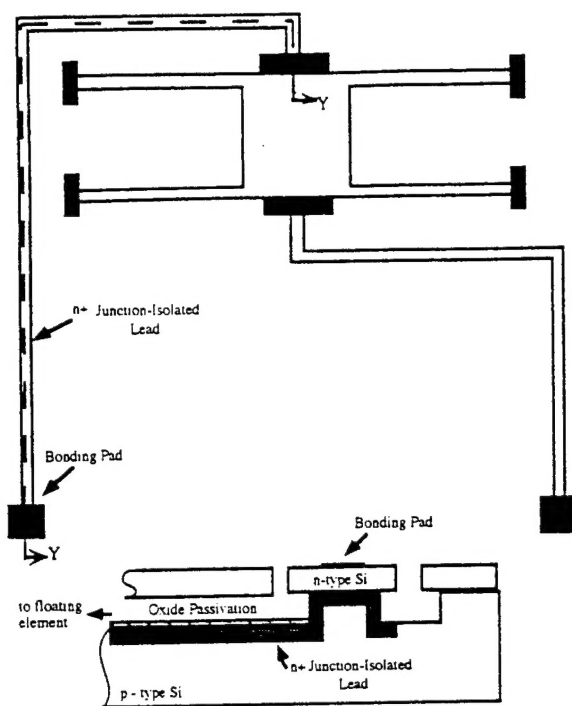 Y
n+ Junction-Isolated
Lead
Bonding Pad
Y
Bonding Pad
n-type Si
to floating
element
Oxide Passivation
n+ Junction-Isolated
Lead
p - type Si